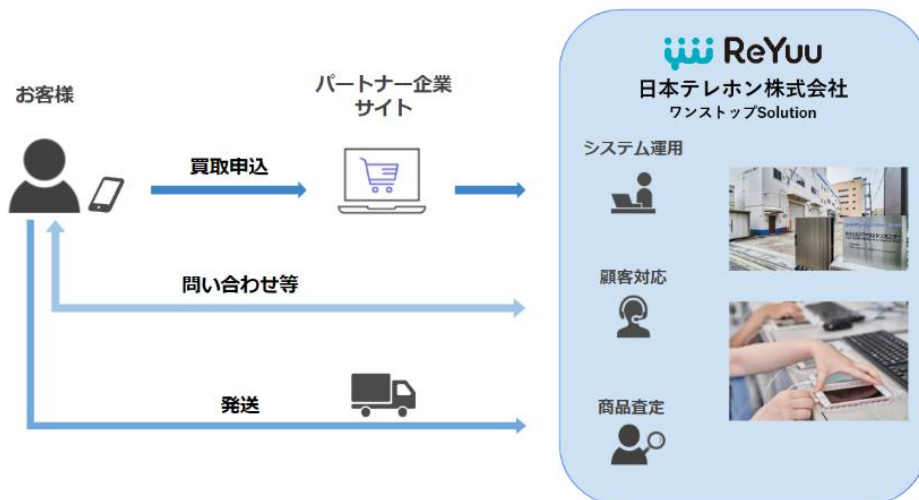 お客様
パートナー企業
サイト
買取申込
問い合わせ等
発送
ReYuu
日本テレホン株式会社
ワンストップSolution
システム運用
顧客対応
商品査定